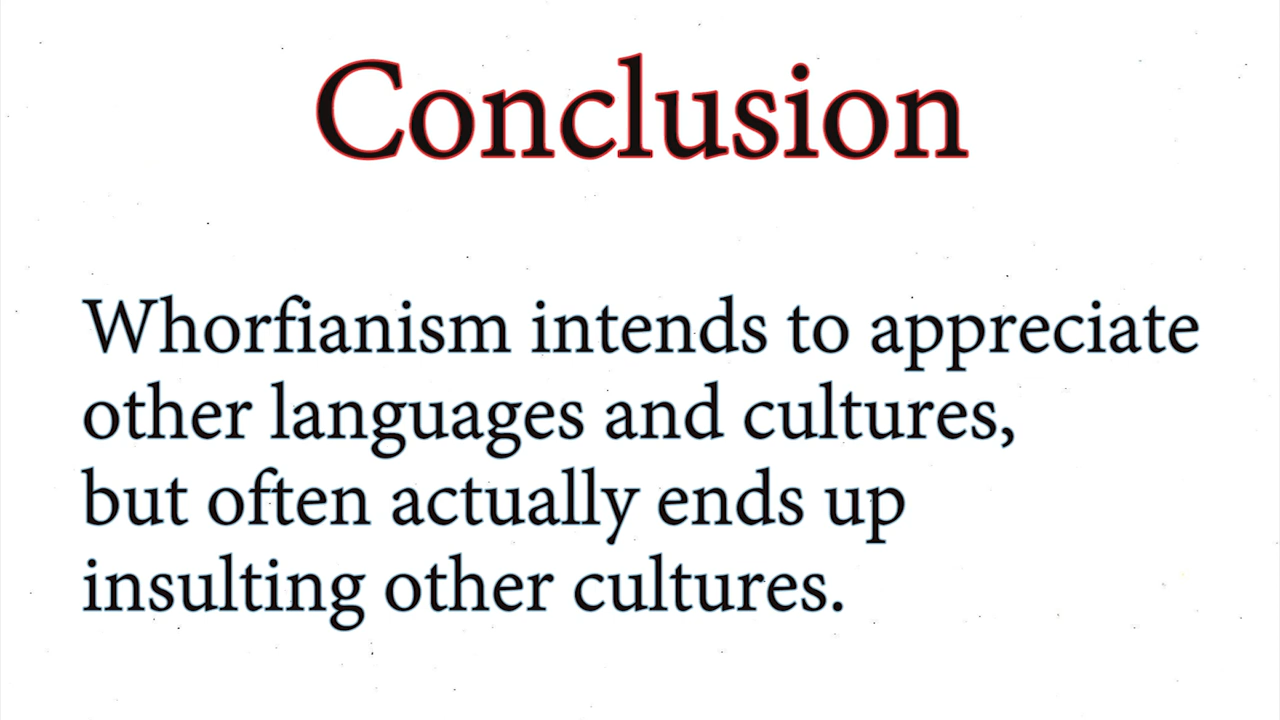 Conclusion
Whorfianism intends to appreciate
other languages and cultures,
but often actually ends up
insulting other cultures.